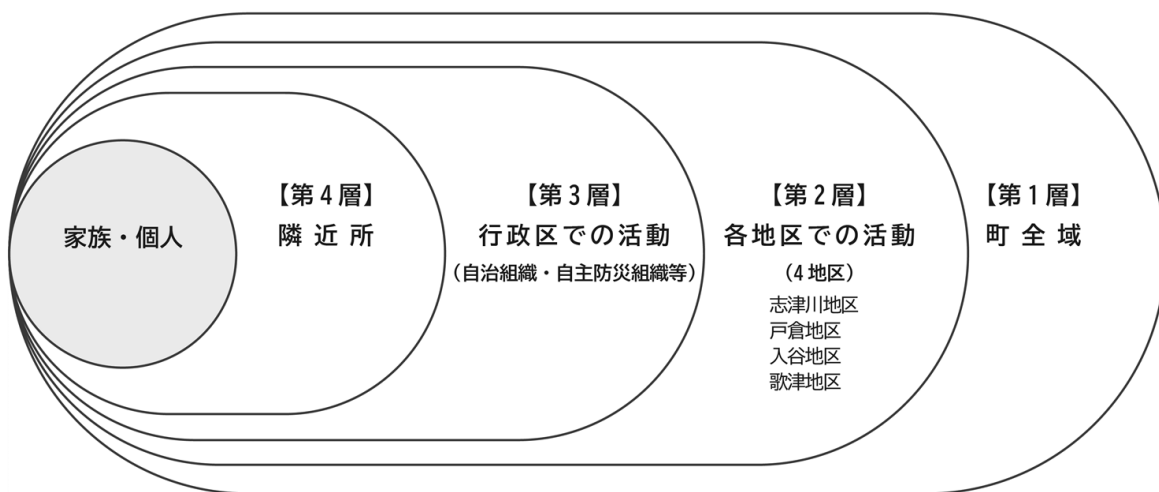 家族・個人
【第4層】
隣近所
【第3層】
行政区での活動
（自治組織・自主防災組織等）
【第2層】
各地区での活動
（4地区）
志津川地区
戸倉地区
入谷地区
歌津地区
【第1層】
町全域